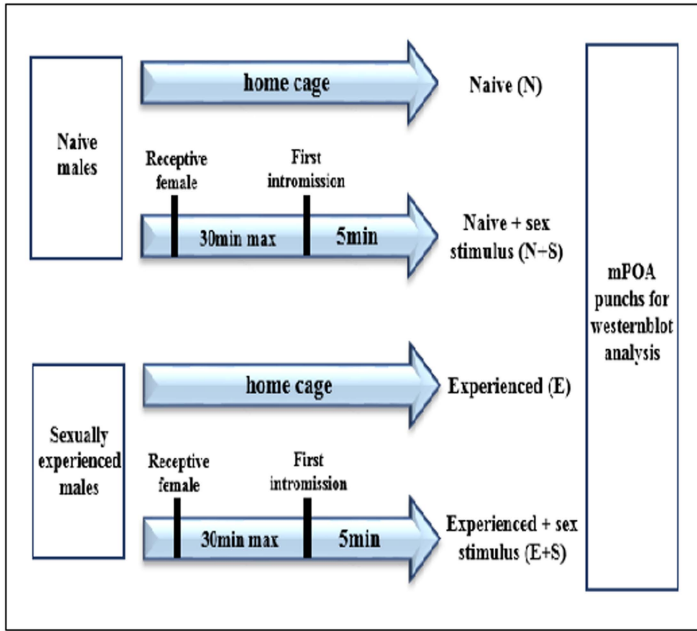 Naive
males
home cage
Naive (N)
Receptive
female
First
intromission
30min max
5min
Naive + sex
stimulus (N+S)
Sexually
experienced
males
home cage
Experienced (E)
Receptive
female
First
intromission
30min max
5min
Experienced + sex
stimulus (E+S)
mPOA
punchs for
westernblot
analysis